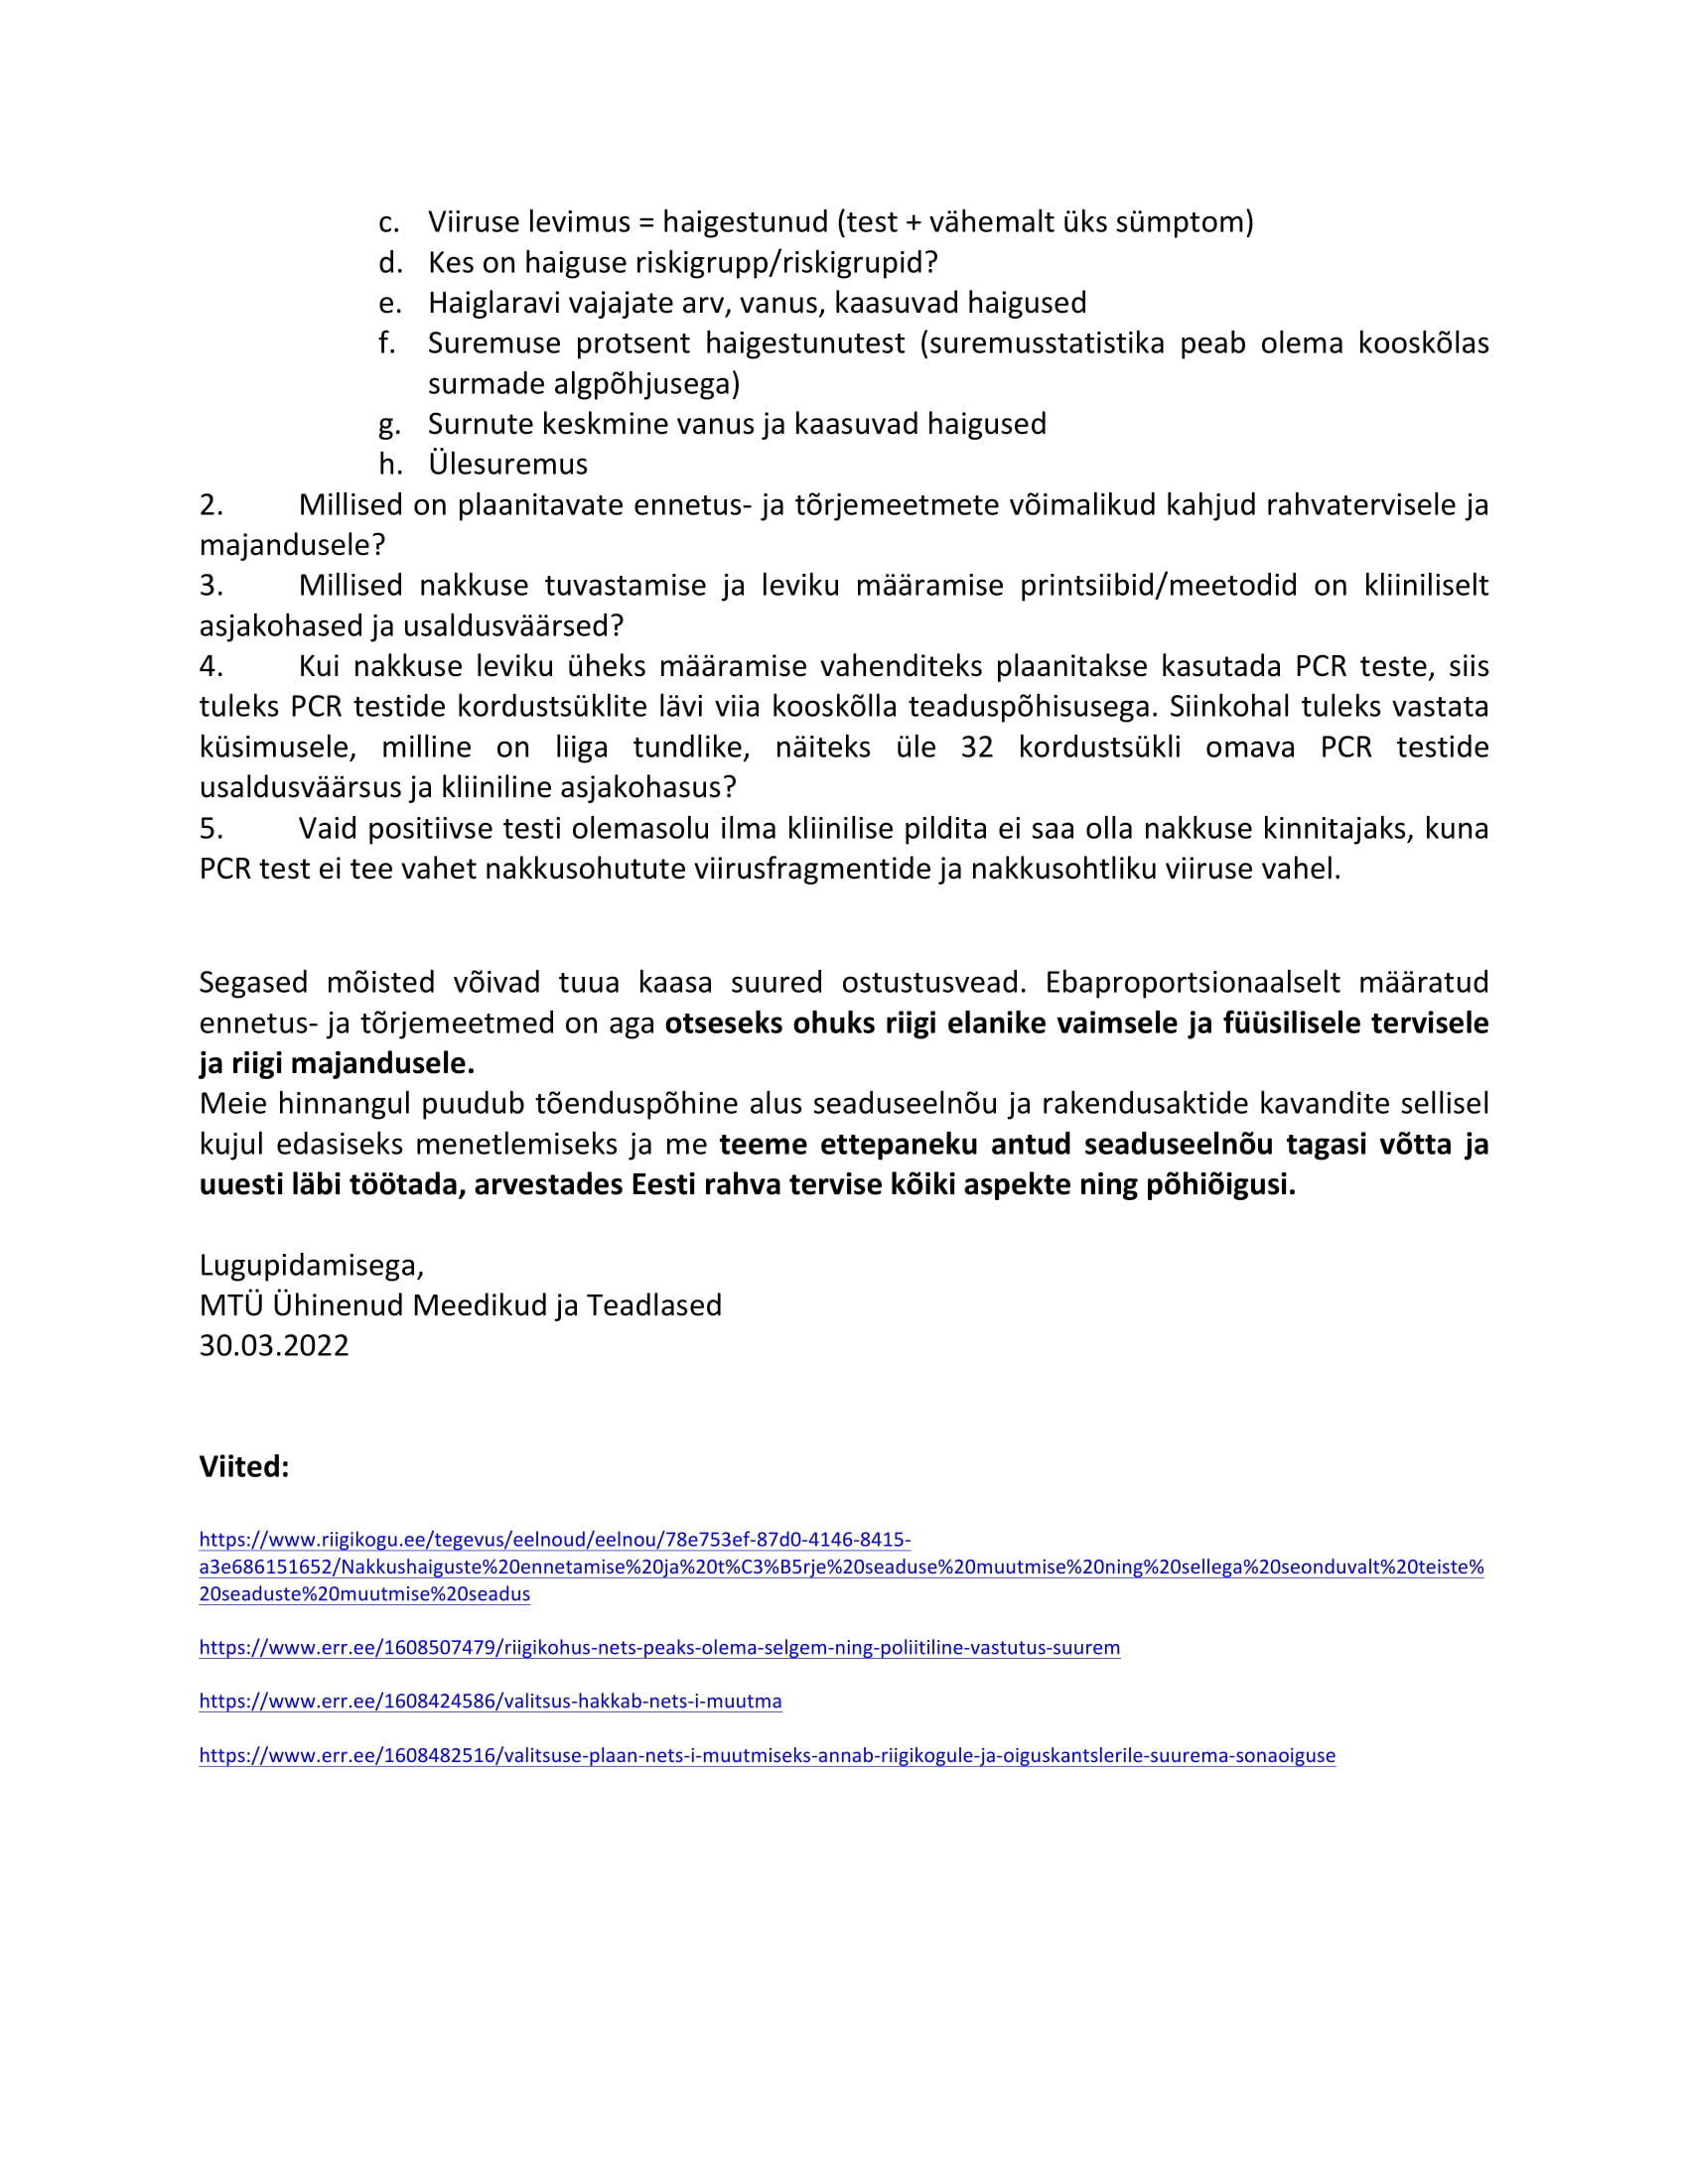 c. Viiruse levimus = haigestunud (test + vähemalt üks sümptom)
d. Kes on haiguse riskigrupp/riskigrupid?
e. Haiglaravi vajajate arv, vanus, kaasuvad haigused
f. Suremuse protsent haigestunutest (suremusstatistika peab olema kooskõlas
surmade algpõhjusega)
g. Surnute keskmine vanus ja kaasuvad haigused
h. Ülesuremus
2. Millised on plaanitavate ennetus- ja tõrjemeetmete võimalikud kahjud rahvatervisele ja
majandusele?
3. Millised nakkuse tuvastamise ja leviku määramise printsiibid/meetodid on kliiniliselt
asjakohased ja usaldusväärsed?
4. Kui nakkuse leviku üheks määramise vahenditeks plaanitakse kasutada PCR teste, siis
tuleks PCR testide kordustsüklite lävi viia kooskõlla teaduspõhisusega. Siinkohal tuleks vastata
küsimusele, milline on liiga tundlike, näiteks üle 32 kordustsükli omava PCR testide
usaldusväärsus ja kliiniline asjakohasus?
5. Vaid positiivse testi olemasolu ilma kliinilise pildita ei saa olla nakkuse kinnitajaks, kuna
PCR test ei tee vahet nakkusohutute viirusfragmentide ja nakkusohtliku viiruse vahel.
Segased mõisted võivad tuua kaasa suured ostustusvead. Ebaproportsionaalselt määratud
ennetus- ja tõrjemeetmed on aga otseseks ohuks riigi elanike vaimsele ja füüsilisele tervisele
ja riigi majandusele.
Meie hinnangul puudub tõenduspõhine alus seaduseelnõu ja rakendusaktide kavandite sellisel
kujul edasiseks menetlemiseks ja me teeme ettepaneku antud seaduseelnõu tagasi võtta ja
uuesti läbi töötada, arvestades Eesti rahva tervise kõiki aspekte ning põhiõigusi.
Lugupidamisega,
MTÜ Ühinenud Meedikud ja Teadlased
30.03.2022
Viited:
https://www.riigikogu.ee/tegevus/eelnoud/eelnou/78e753ef-87d0-4146-8415-
a3e686151652/Nakkushaiguste%20ennetamise%20ja%20t%C3%B5rje%20seaduse%20muutmise%20ning%20sellega%20seonduvalt%20teiste%
20seaduste%20muutmise%20seadus
https://www.err.ee/1608507479/riigikohus-nets-peaks-olema-selgem-ning-poliitiline-vastutus-suurem
https://www.err.ee/1608424586/valitsus-hakkab-nets-i-muutma
https://www.err.ee/1608482516/valitsuse-plaan-nets-i-muutmiseks-annab-riigikogule-ja-oiguskantslerile-suurema-sonaoiguse